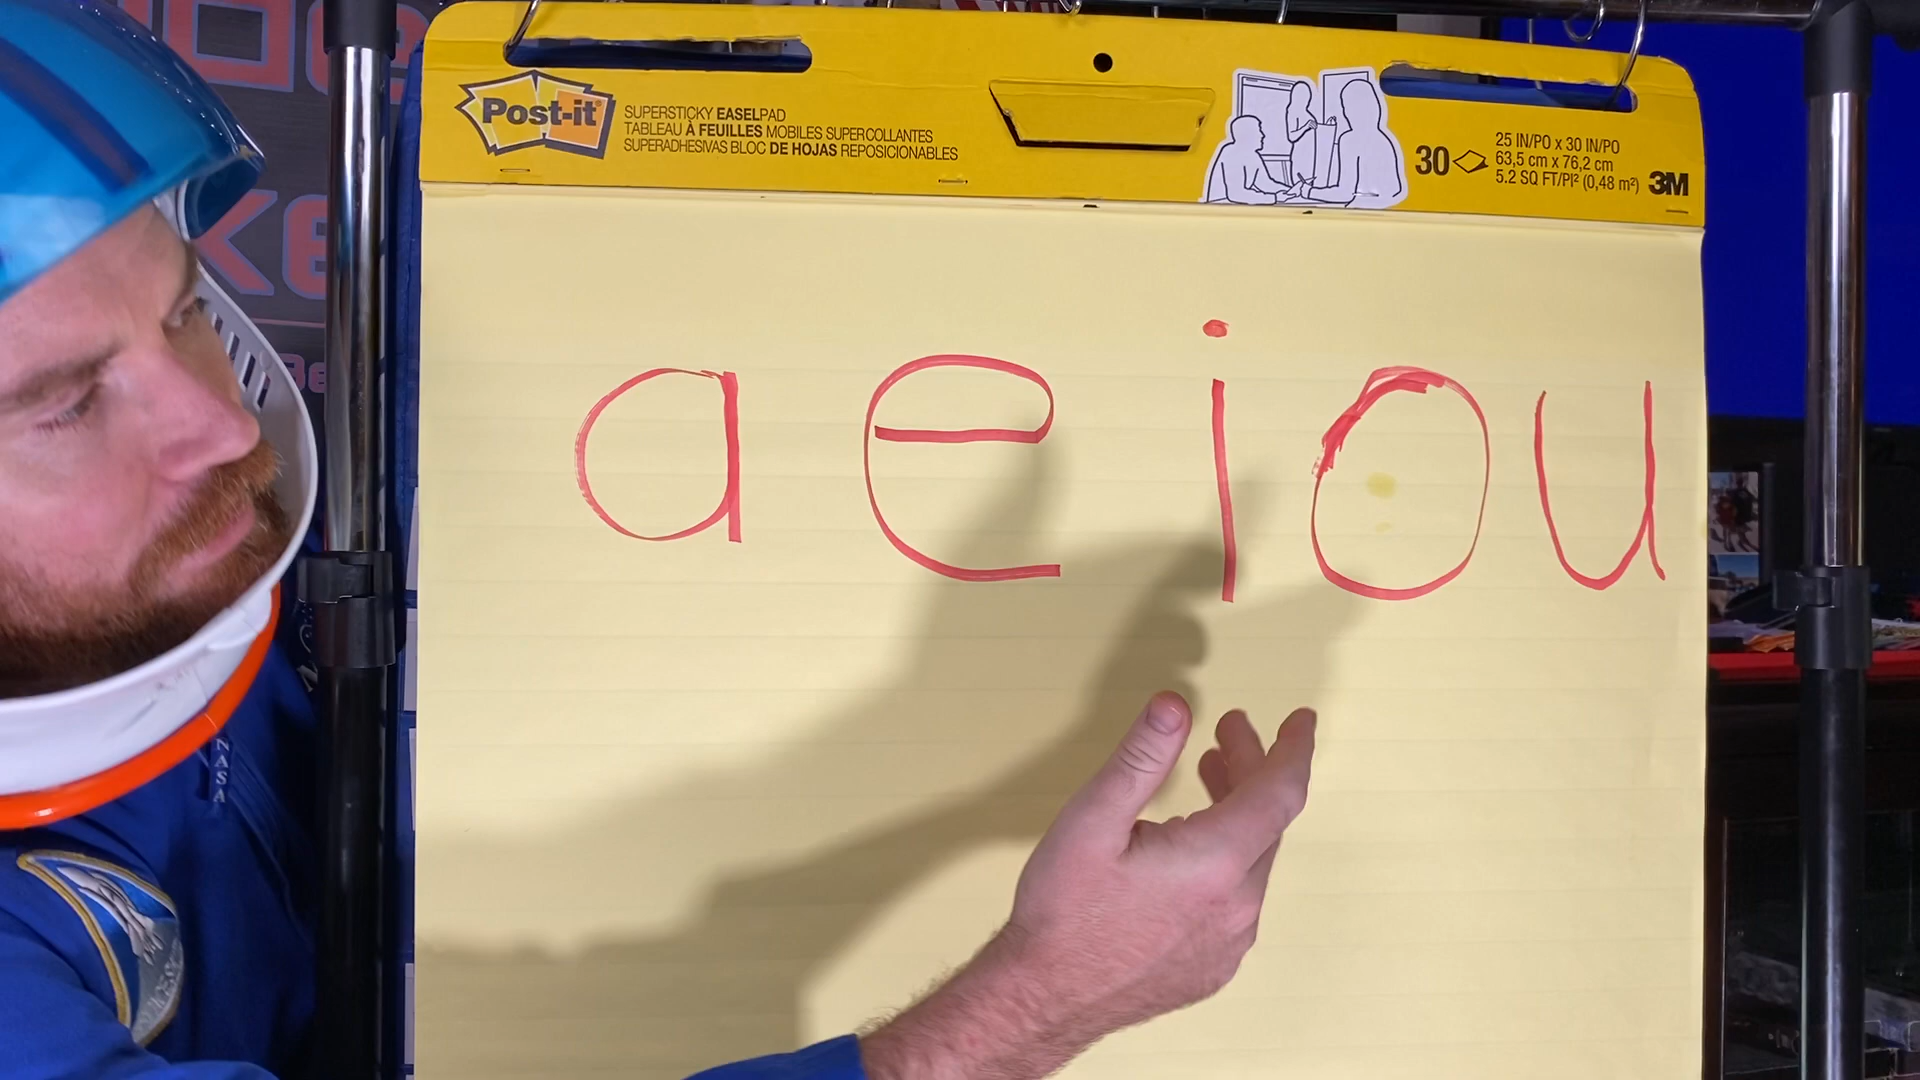 Post-it
SUPERSTICKY EASELPAD
TABLEAU À FEUILLES MOBILES SUPERCOLLANTES
SUPERADHESIVAS BLOC DE HOJAS REPOSICIONABLES
30
25 IN/PO x 30 IN/PO
63,5 cm x 76,2 cm
5.2 SQ FT/PI² (0,48 m²)
3M
a e i o u
NASA